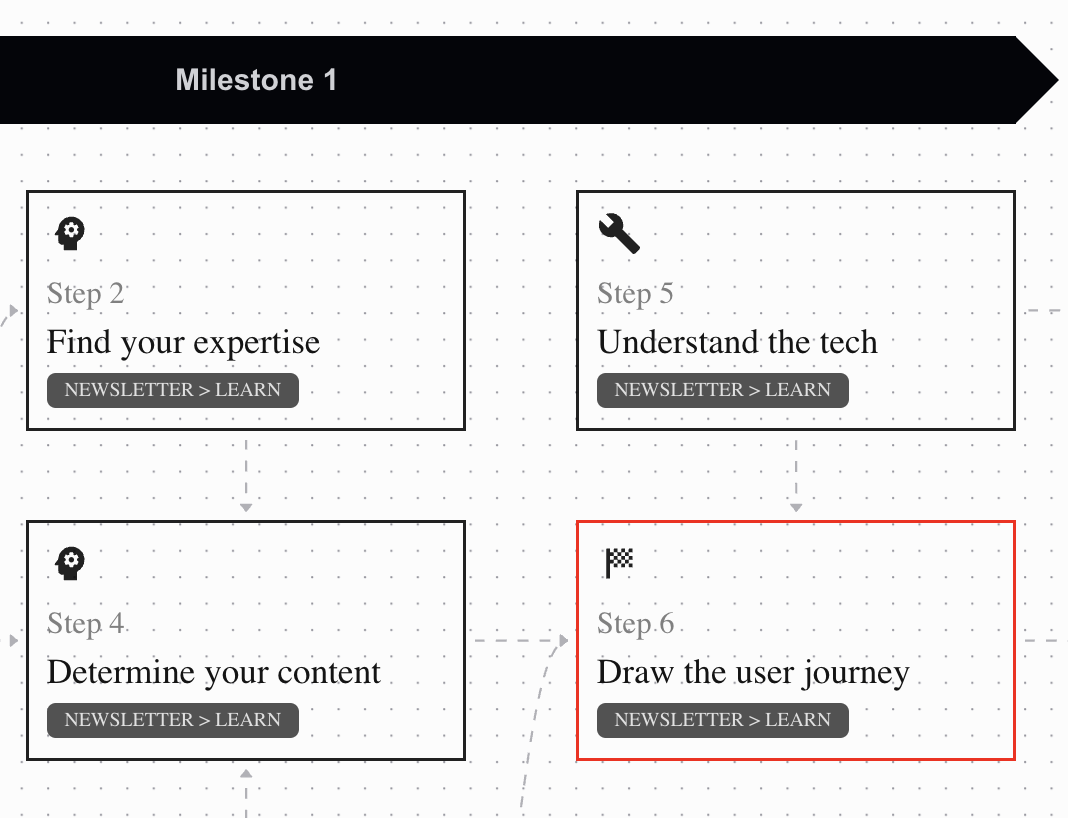 Milestone 1
Step 2
Find your expertise
NEWSLETTER > LEARN
Step 5
Understand the tech
NEWSLETTER > LEARN
Step 4
Determine your content
NEWSLETTER > LEARN
Step 6
Draw the user journey
NEWSLETTER > LEARN